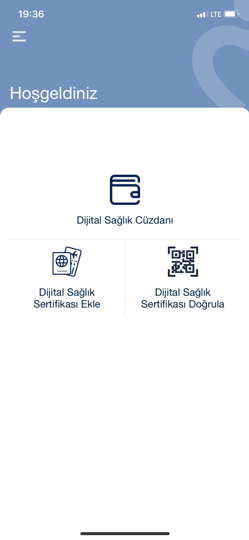 19:36
LTE
Hoşgeldiniz
Dijital Sağlık Cüzdanı
Dijital Sağlık
Sertifikası Ekle
Dijital Sağlık
Sertifikası Doğrula